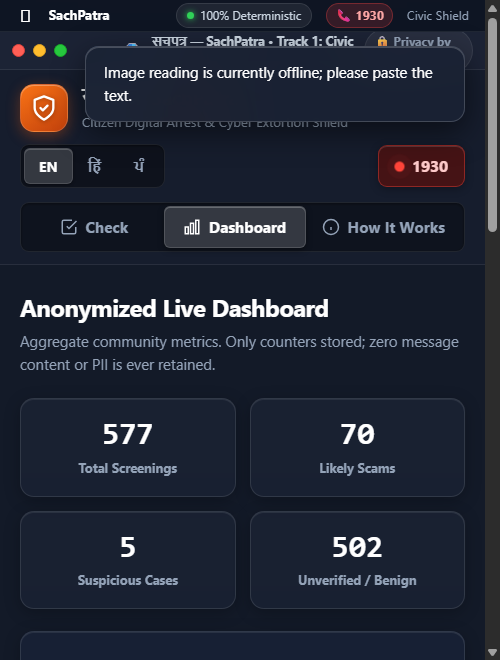 SachPatra
100% Deterministic
1930
Civic Shield
सचपत्र — SachPatra • Track 1: Civic
Privacy by
Image reading is currently offline; please paste the
text.
Citizen Digital Arrest & Cyber Extortion Shield
EN
हिं
ਪੰ
1930
Check
Dashboard
How It Works
Anonymized Live Dashboard
Aggregate community metrics. Only counters stored; zero message
content or PII is ever retained.
577
70
Total Screenings
Likely Scams
5
502
Suspicious Cases
Unverified / Benign